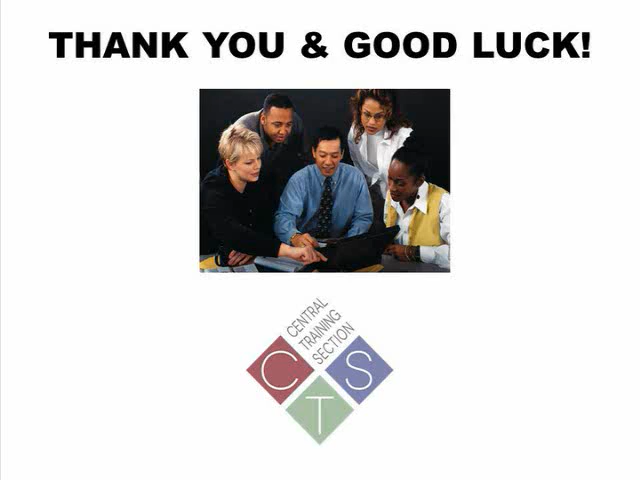 THANK YOU & GOOD LUCK!
CENTRAL
TRAINING
SECTION
C
T
S